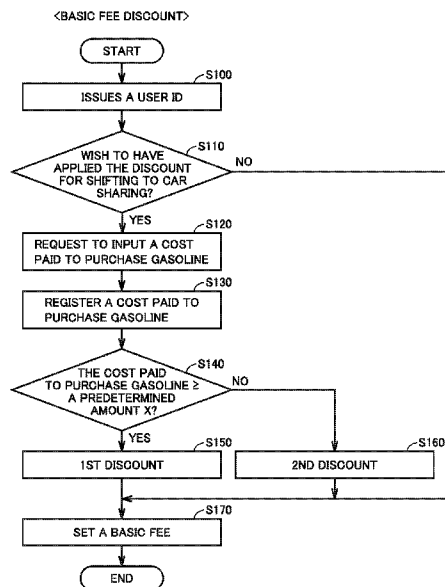 <BASIC FEE DISCOUNT>
START
S100
ISSUES A USER ID
S110
WISH TO HAVE
APPLIED THE DISCOUNT
FOR SHIFTING TO CAR
SHARING?
NO
YES
S120
REQUEST TO INPUT A COST
PAID TO PURCHASE GASOLINE
S130
REGISTER A COST PAID TO
PURCHASE GASOLINE
S140
THE COST PAID
TO PURCHASE GASOLINE ≥
A PREDETERMINED
AMOUNT X?
NO
YES
S150
1ST DISCOUNT
S160
2ND DISCOUNT
S170
SET A BASIC FEE
END